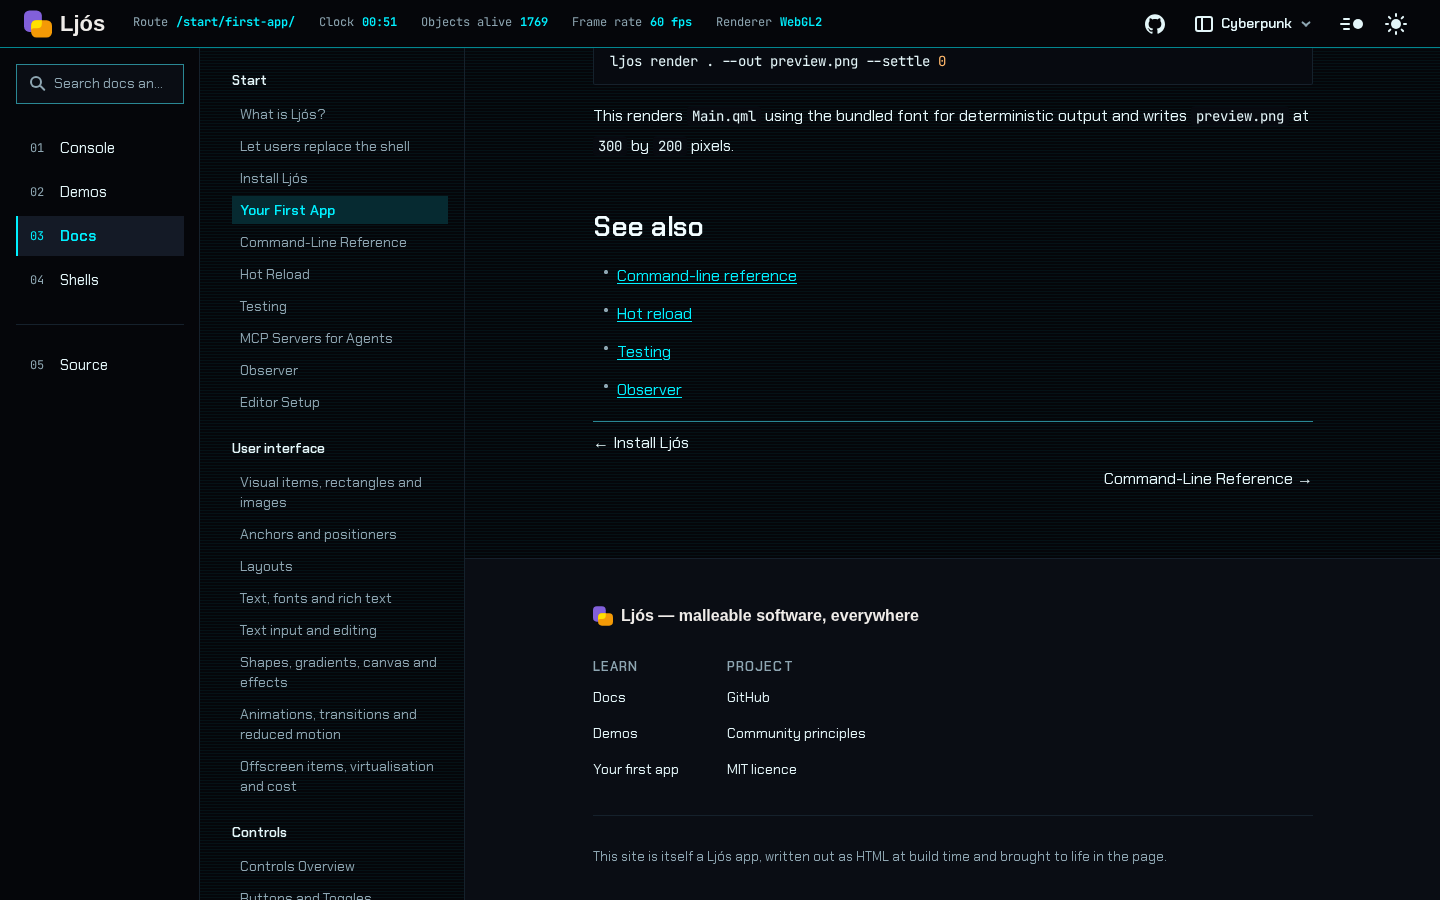 Ljós
Route /start/first-app/
Clock 00:51
Objects alive 1769
Frame rate 60 fps
Renderer WebGL2
Cyberpunk
Search docs an...
01 Console
02 Demos
03 Docs
04 Shells
05 Source
Start
What is Ljós?
Let users replace the shell
Install Ljós
Your First App
Command-Line Reference
Hot Reload
Testing
MCP Servers for Agents
Observer
Editor Setup
User interface
Visual items, rectangles and
images
Anchors and positioners
Layouts
Text, fonts and rich text
Text input and editing
Shapes, gradients, canvas and
effects
Animations, transitions and
reduced motion
Offscreen items, virtualisation
and cost
Controls
Controls Overview
Buttons and Toggles
ljos render . --out preview.png --settle 0
This renders Main.qml using the bundled font for deterministic output and writes preview.png at
300 by 200 pixels.
See also
• Command-line reference
• Hot reload
• Testing
• Observer
← Install Ljós
Command-Line Reference →
Ljós — malleable software, everywhere
LEARN
Docs
Demos
Your first app
PROJECT
GitHub
Community principles
MIT licence
This site is itself a Ljós app, written out as HTML at build time and brought to life in the page.